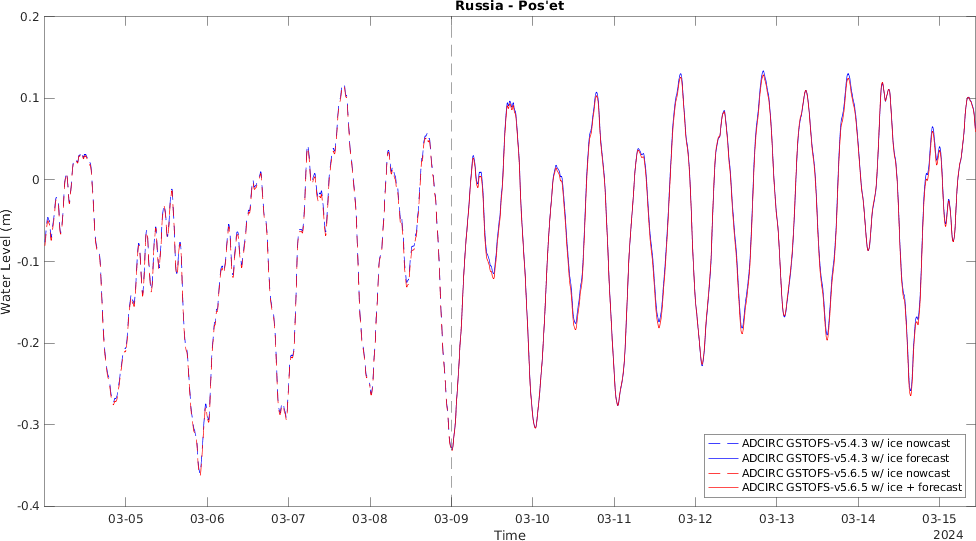 Russia - Pos'et
Water Level (m)
0.2
0.1
0
-0.1
-0.2
-0.3
-0.4
03-05 03-06 03-07 03-08 03-09 03-10 03-11 03-12 03-13 03-14 03-15
Time
2024
ADCIRC GSTOFS-v5.4.3 w/ ice nowcast
ADCIRC GSTOFS-v5.4.3 w/ ice forecast
ADCIRC GSTOFS-v5.6.5 w/ ice nowcast
ADCIRC GSTOFS-v5.6.5 w/ ice + forecast